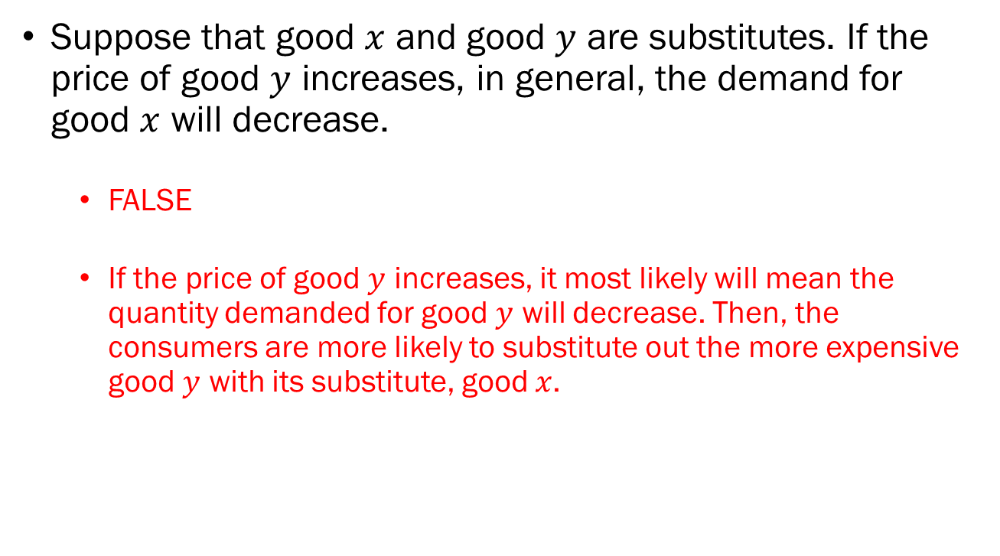 • Suppose that good x and good y are substitutes. If the
price of good y increases, in general, the demand for
good x will decrease.
• FALSE
• If the price of good y increases, it most likely will mean the
quantity demanded for good y will decrease. Then, the
consumers are more likely to substitute out the more expensive
good y with its substitute, good x.